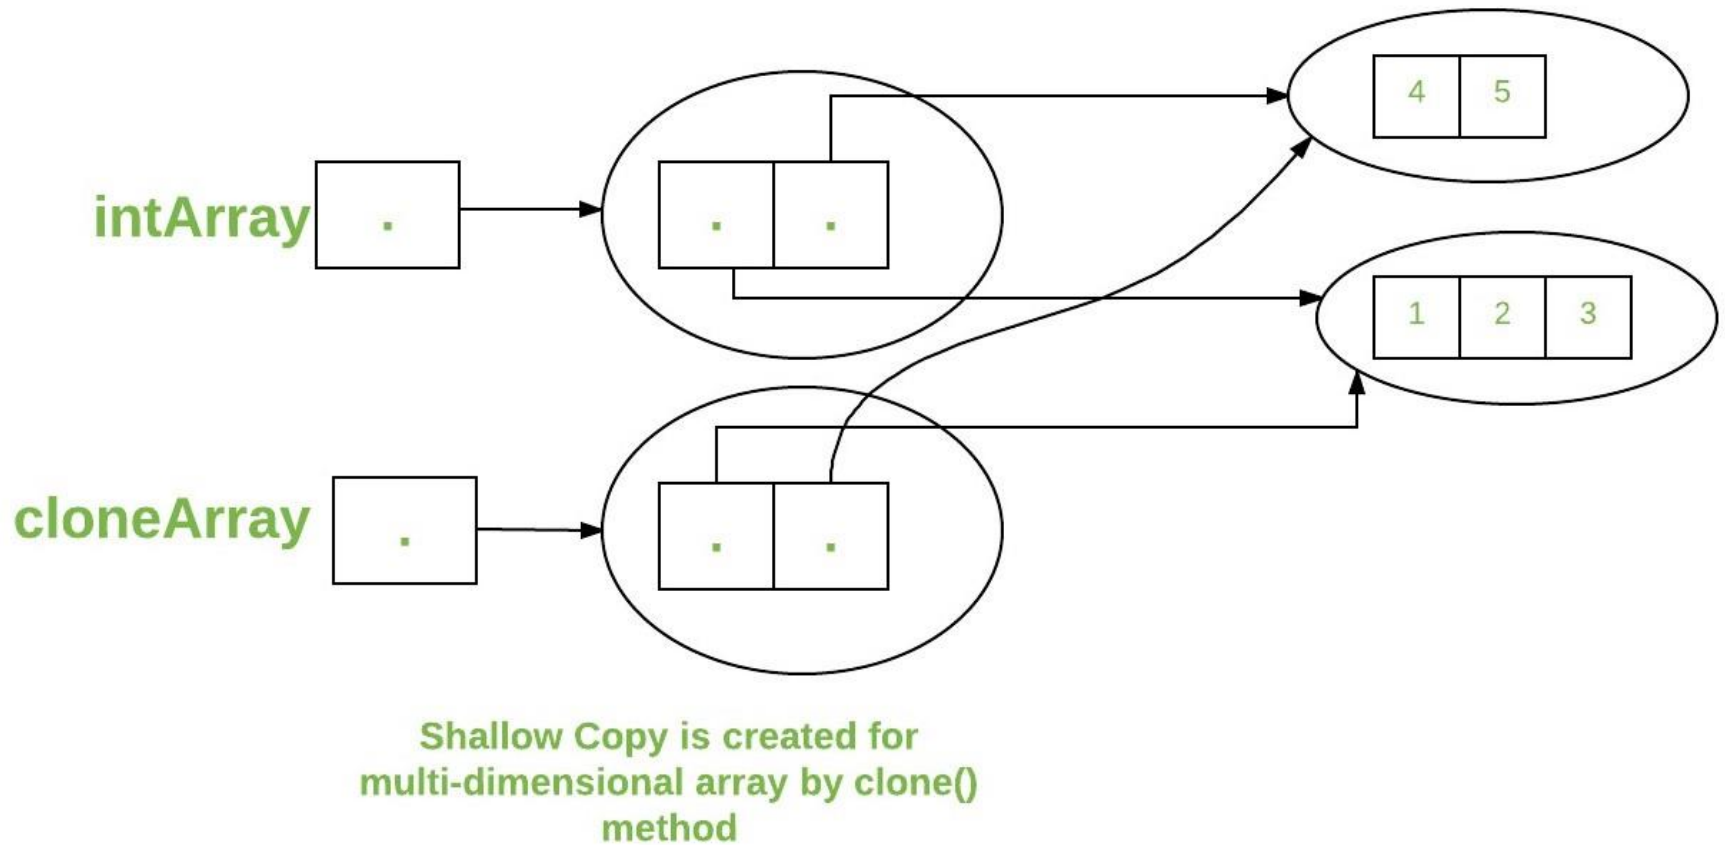 4 5
intArray . . .
1 2 3
cloneArray . . .
Shallow Copy is created for
multi-dimensional array by clone()
method